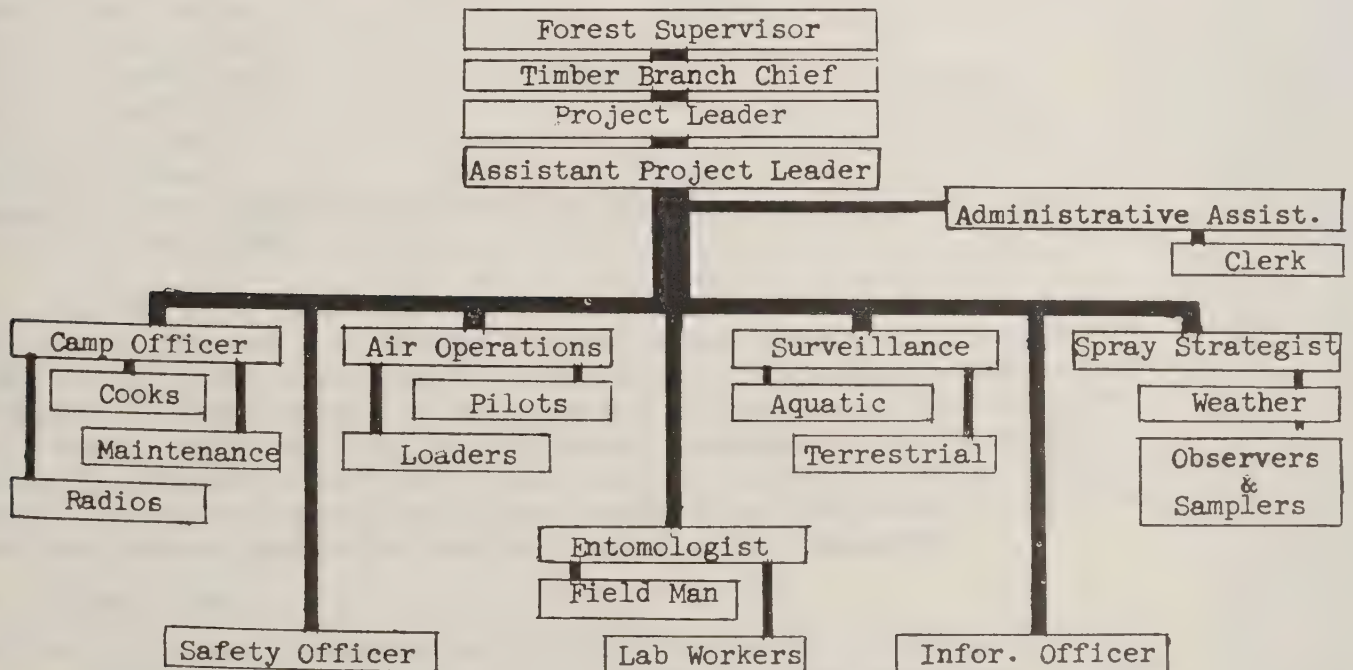 Forest Supervisor
Timber Branch Chief
Project Leader
Assistant Project Leader
Administrative Assist.
Clerk
Camp Officer
Cooks
Maintenance
Radios
Safety Officer
Air Operations
Pilots
Loaders
Entomologist
Field Man
Lab Workers
Surveillance
Aquatic
Terrestrial
Infor. Officer
Spray Strategist
Weather
Observers
&
Samplers